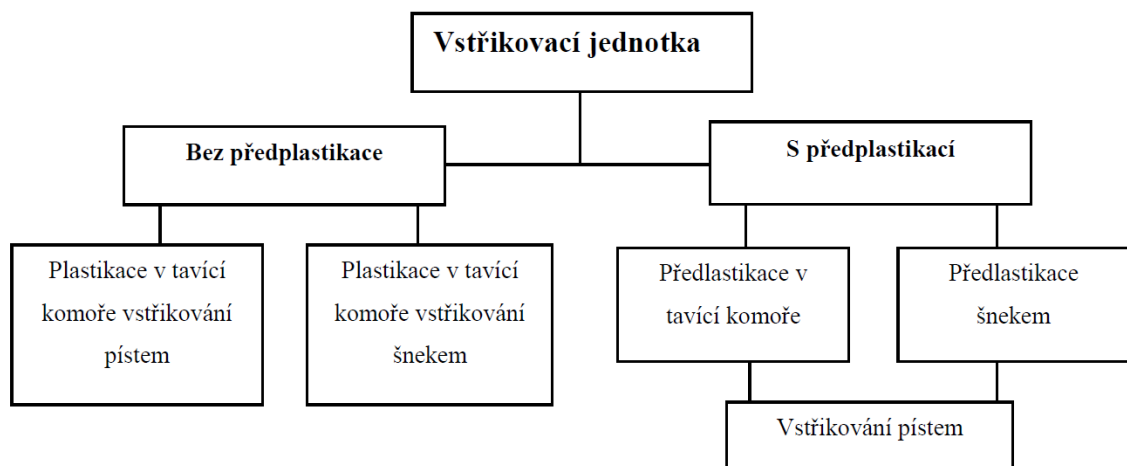 Vstřikovací jednotka
Bez předplastikace
S předplastikací
Plastikace v tavící
komoře vstřikování
pístem
Plastikace v tavící
komoře vstřikování
šnekem
Předlastikace v
tavící komoře
Předlastikace
šnekem
Vstřikování pístem